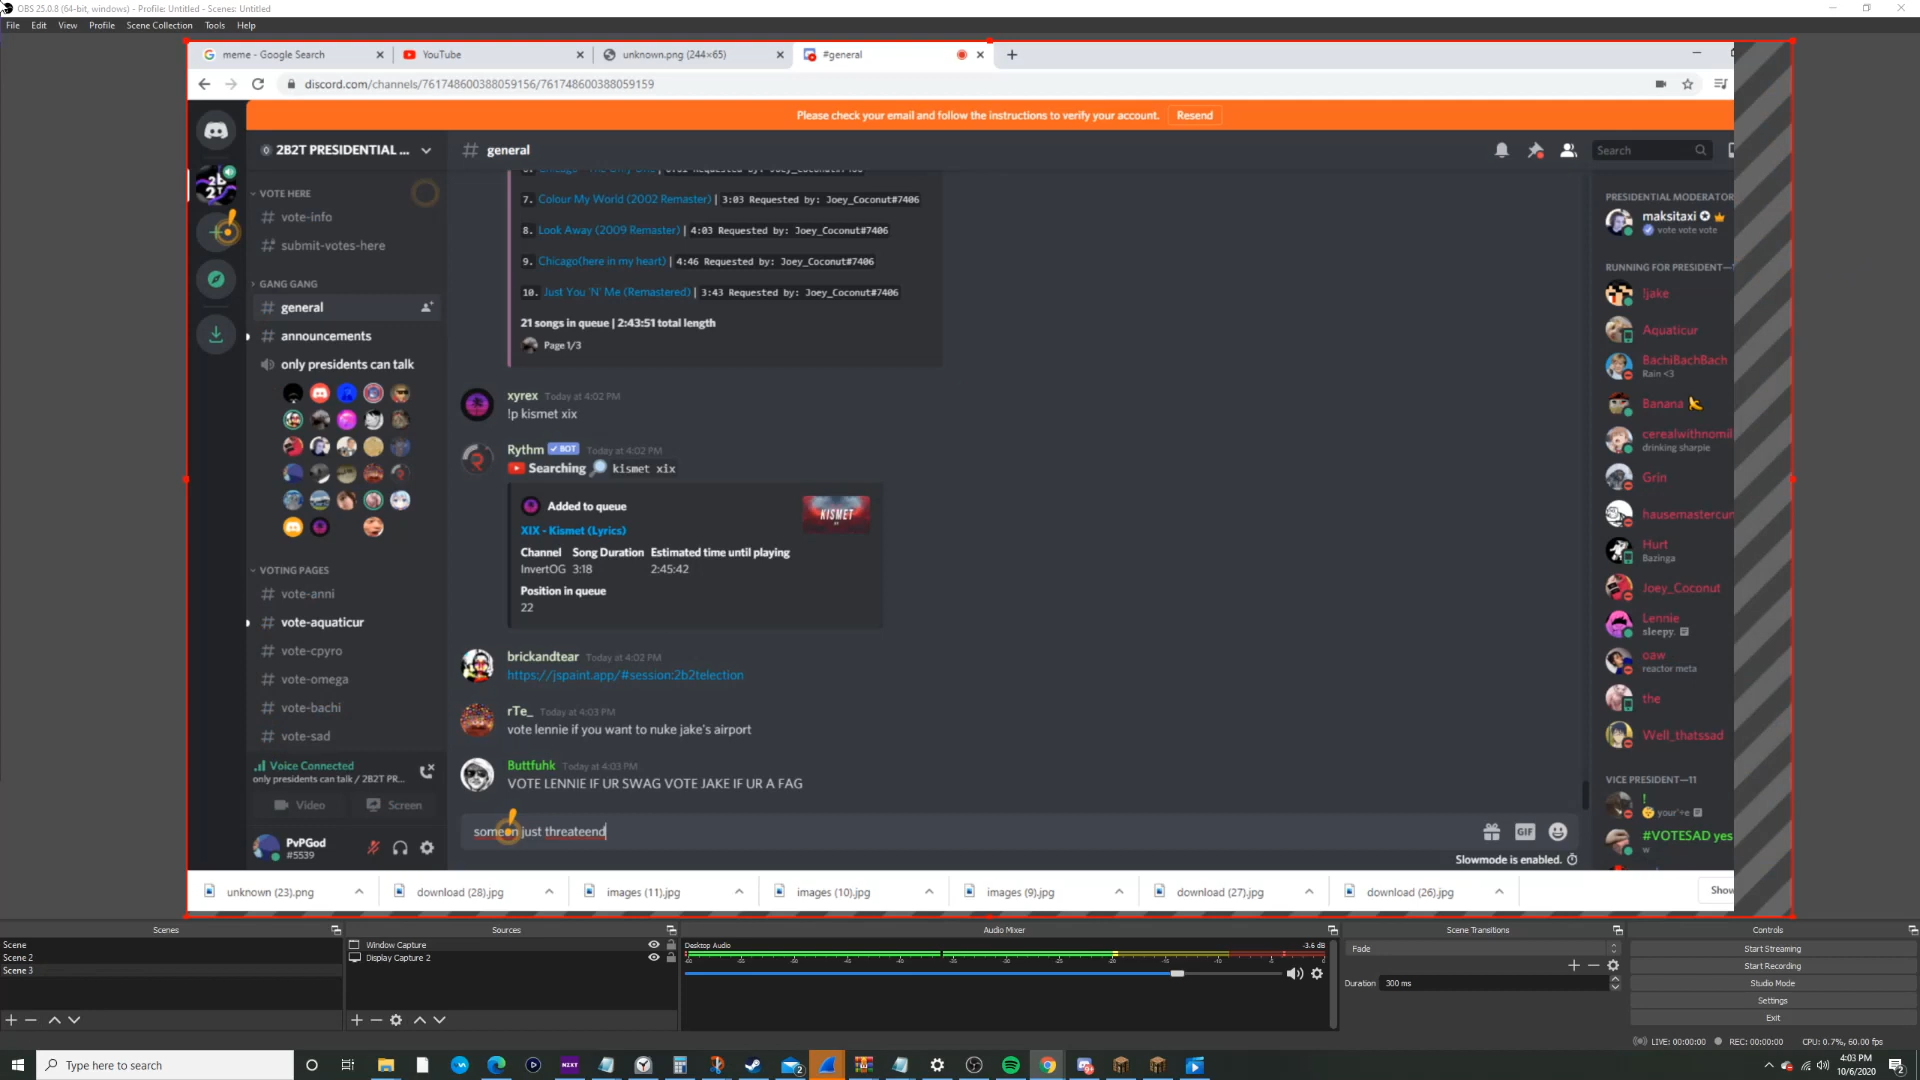 OBS 25.0.8 (64-bit, windows) - Profile: Untitled - Scenes: Untitled
File Edit View Profile Scene Collection Tools Help
meme - Google Search
YouTube
unknown.png (244×65)
#general
discord.com/channels/761748600388059156/761748600388059159
Please check your email and follow the instructions to verify your account. Resend
2B2T PRESIDENTIAL ...
# general
Search
VOTE HERE
# vote-info
# submit-votes-here
GANG GANG
# general
# announcements
only presidents can talk
VOTING PAGES
# vote-anni
# vote-aquaticur
# vote-cpyro
# vote-omega
# vote-bachi
# vote-sad
Voice Connected
only presidents can talk / 2B2T PR...
Video Screen
PvPGod
#5539
7. Colour My World (2002 Remaster) | 3:03 Requested by: Joey_Coconut#7406
8. Look Away (2009 Remaster) | 4:03 Requested by: Joey_Coconut#7406
9. Chicago(here in my heart) | 4:46 Requested by: Joey_Coconut#7406
10. Just You 'N' Me (Remastered) | 3:43 Requested by: Joey_Coconut#7406
21 songs in queue | 2:43:51 total length
Page 1/3
xyrex Today at 4:02 PM
!p kismet xix
Rythm BOT Today at 4:02 PM
Searching kismet xix
Added to queue
KISMET
XIX - Kismet (Lyrics)
Channel Song Duration Estimated time until playing
InvertOG 3:18 2:45:42
Position in queue
22
brickandtear Today at 4:02 PM
https://jspaint.app/#session:2b2telection
rTe_ Today at 4:03 PM
vote lennie if you want to nuke jake's airport
Buttfuhk Today at 4:03 PM
VOTE LENNIE IF UR SWAG VOTE JAKE IF UR A FAG
just threateend
GIF
Slowmode is enabled.
PRESIDENTIAL MODERATOR
maksitaxi
vote vote vote
RUNNING FOR PRESIDENT—1
!jake
Aquaticur
BachiBachBach
Rain <3
Banana
cerealwithnomil
drinking sharpie
Grin
hausemastercur
Hurt
Bazinga
Joey_Coconut
Lennie
sleepy.
oaw
reactor meta
the
Well_thatssad
VICE PRESIDENT—11
!
#VOTESAD yes
w
unknown (23).png
download (28).jpg
images (11).jpg
images (10).jpg
images (9).jpg
download (27).jpg
download (26).jpg
Show
Scenes
Scene
Scene 2
Scene 3
Sources
Window Capture
Display Capture 2
Audio Mixer
Desktop Audio
-3.6 dB
Scene Transitions
Fade
Duration 300 ms
Controls
Start Streaming
Start Recording
Studio Mode
Settings
Exit
LIVE: 00:00:00 REC: 00:00:00 CPU: 0.7%, 60.00 fps
Type here to search
NZXT
4:03 PM
10/6/2020